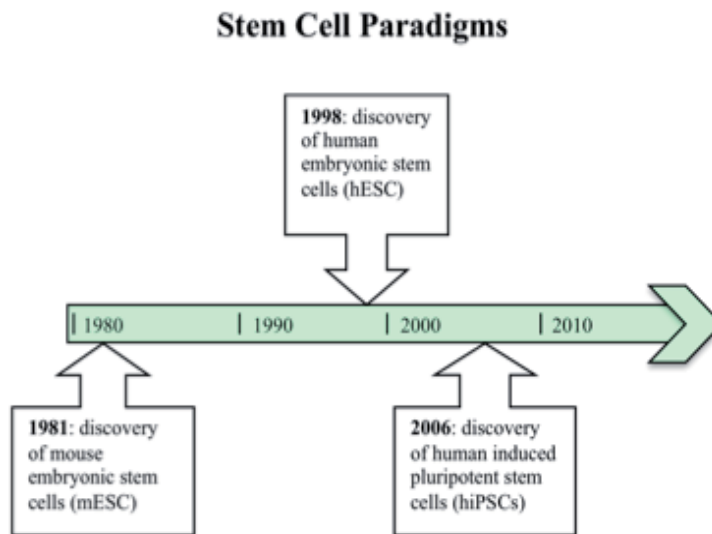 Stem Cell Paradigms
1998: discovery
of human
embryonic stem
cells (hESC)
1980
1990
2000
2010
1981: discovery
of mouse
embryonic stem
cells (mESC)
2006: discovery
of human induced
pluripotent stem
cells (hiPSCs)